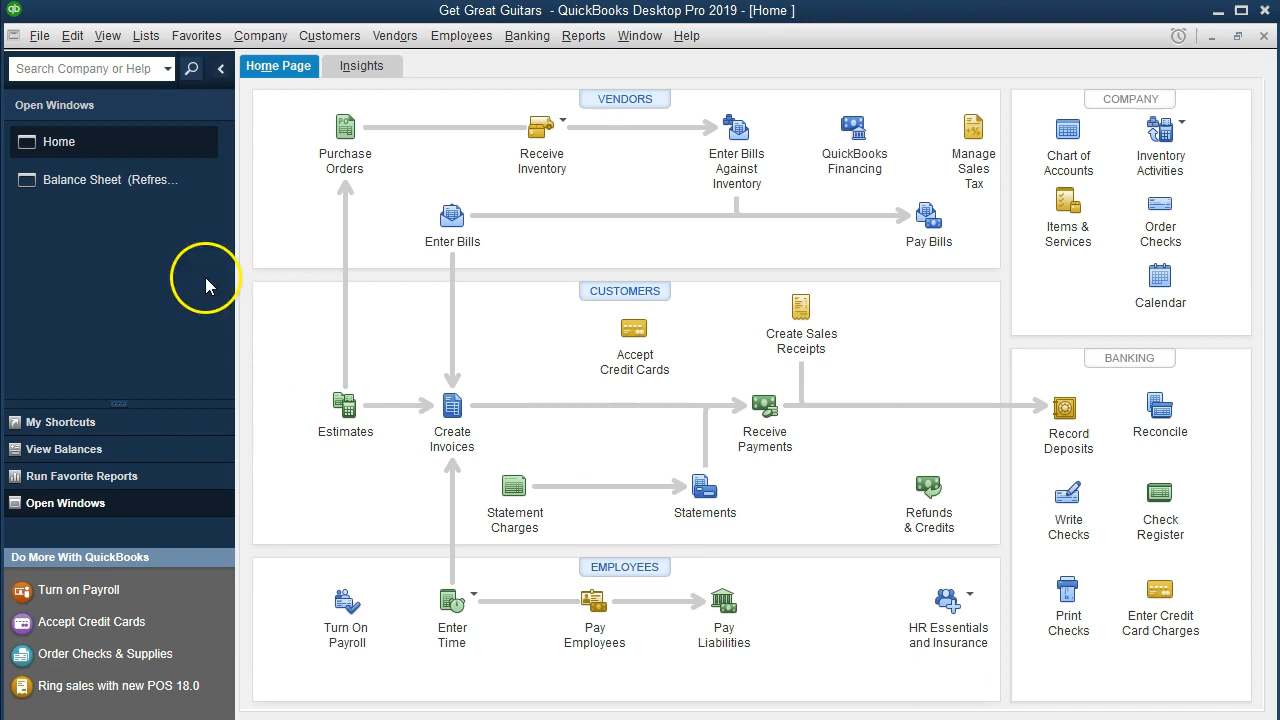 qb
Get Great Guitars - QuickBooks Desktop Pro 2019 - [Home ]
File Edit View Lists Favorites Company Customers Vendors Employees Banking Reports Window Help
Search Company or Help
Open Windows
Home
Balance Sheet (Refres...
My Shortcuts
View Balances
Run Favorite Reports
Open Windows
Do More With QuickBooks
Turn on Payroll
Accept Credit Cards
Order Checks & Supplies
Ring sales with new POS 18.0
Home Page
Insights
VENDORS
PO
Purchase
Orders
Receive
Inventory
Enter Bills
Against
Inventory
QuickBooks
Financing
Manage
Sales
Tax
Enter Bills
Pay Bills
CUSTOMERS
Accept
Credit Cards
Create Sales
Receipts
Estimates
Create
Invoices
Receive
Payments
Statement
Charges
Statements
Refunds
& Credits
EMPLOYEES
Turn On
Payroll
Enter
Time
Pay
Employees
Pay
Liabilities
HR Essentials
and Insurance
COMPANY
Chart of
Accounts
Inventory
Activities
Items &
Services
Order
Checks
Calendar
BANKING
Record
Deposits
Reconcile
Write
Checks
Check
Register
Print
Checks
Enter Credit
Card Charges